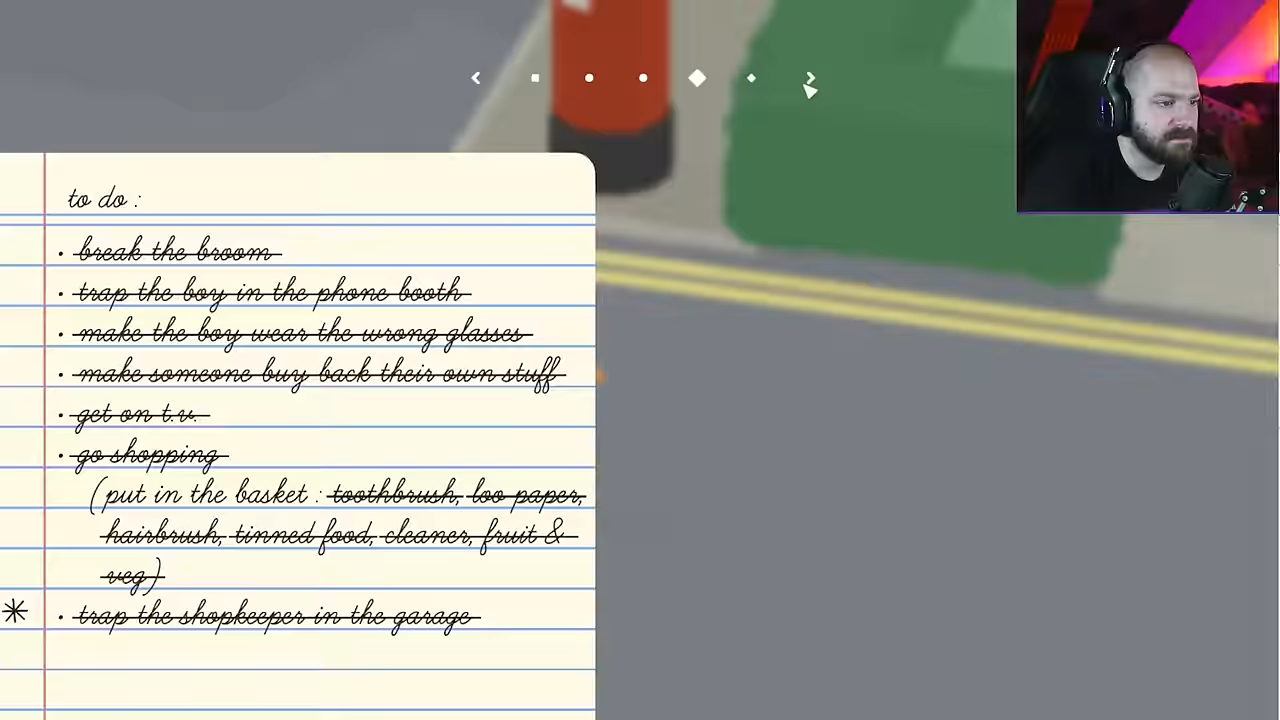 to do :
• break the broom
• trap the boy in the phone booth
• make the boy wear the wrong glasses
• make someone buy back their own stuff
• get on t.v.
• go shopping
(put in the basket : toothbrush, loo paper,
hairbrush, tinned food, cleaner, fruit &
veg)
* • trap the shopkeeper in the garage